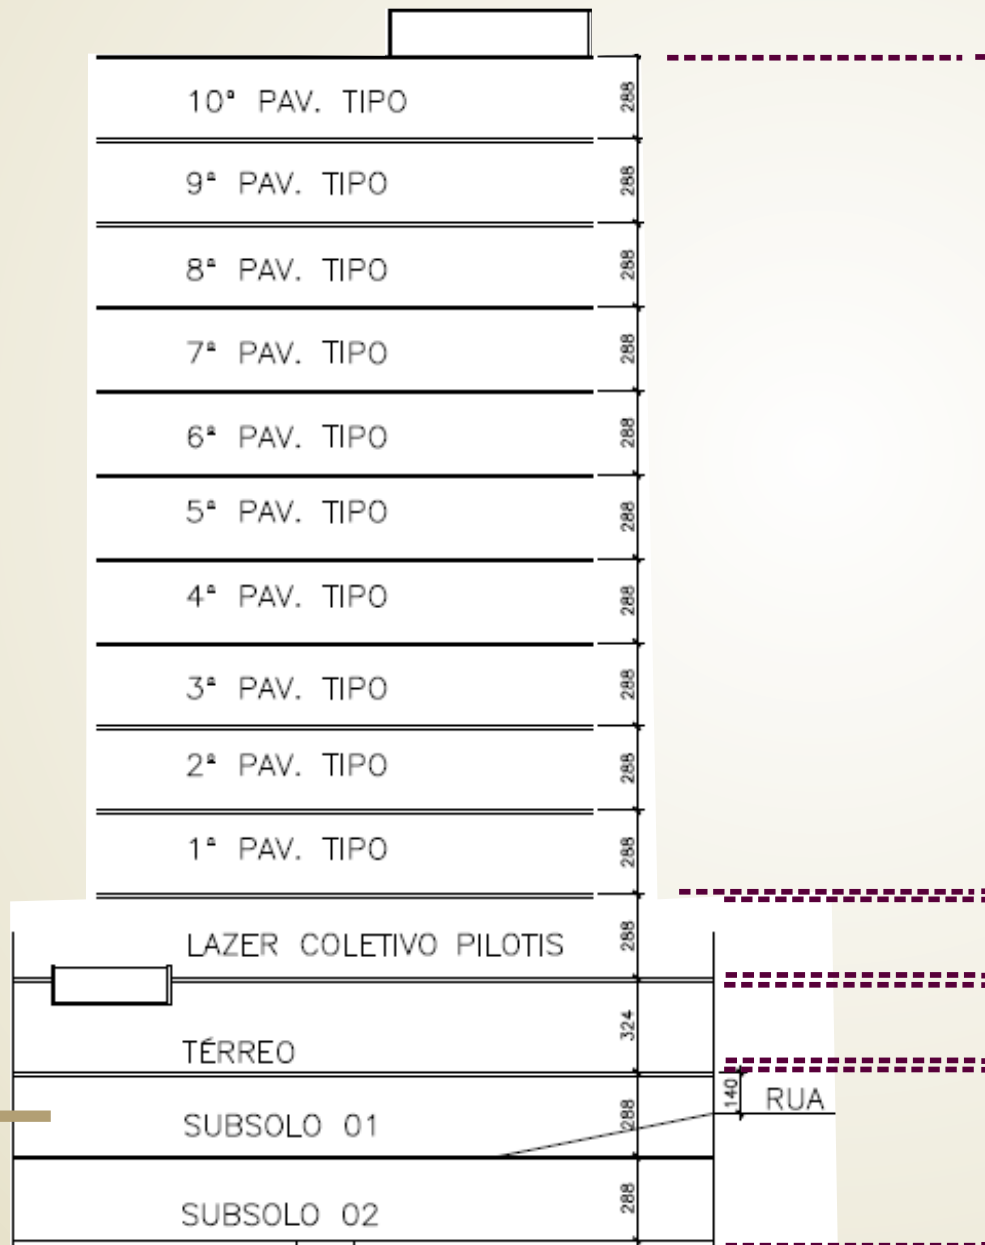 10ª PAV. TIPO 288
9ª PAV. TIPO 288
8ª PAV. TIPO 288
7ª PAV. TIPO 288
6ª PAV. TIPO 288
5ª PAV. TIPO 288
4ª PAV. TIPO 288
3ª PAV. TIPO 288
2ª PAV. TIPO 288
1ª PAV. TIPO 288
LAZER COLETIVO PILOTIS 288
TÉRREO 324
140 RUA
SUBSOLO 01 288
SUBSOLO 02 288